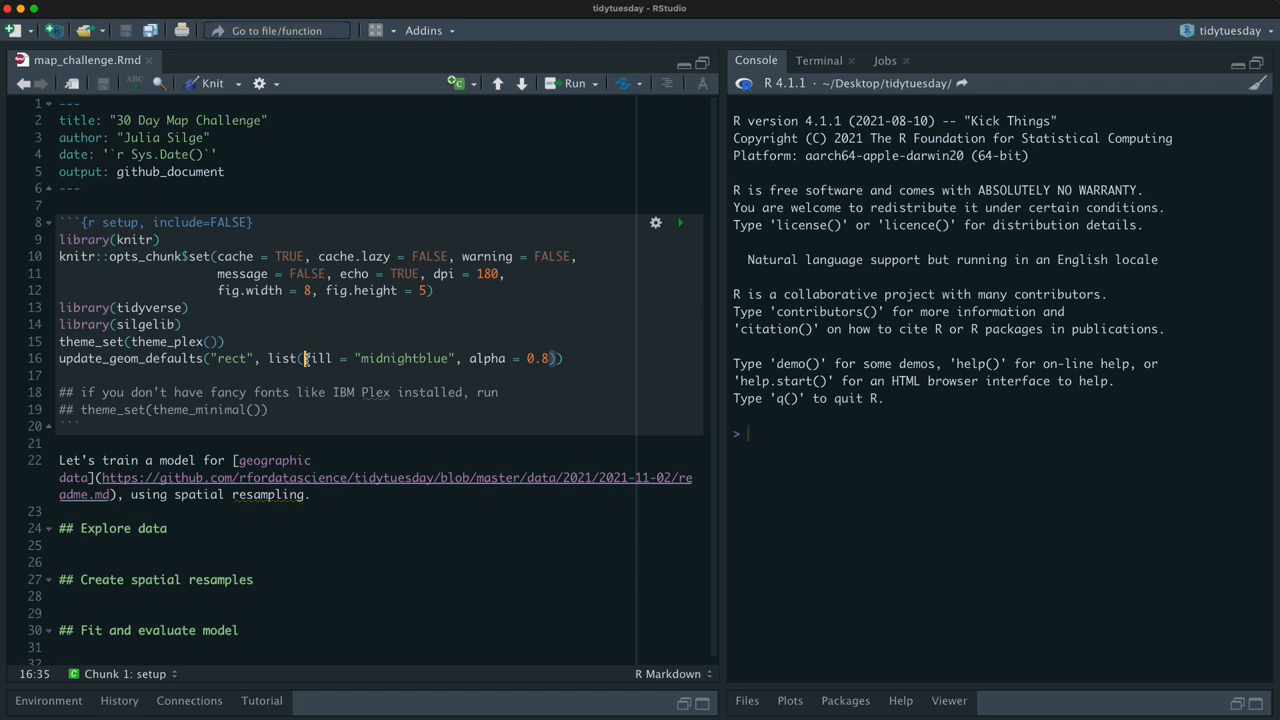 tidytuesday - RStudio
Go to file/function
Addins
tidytuesday
map_challenge.Rmd
Console
Terminal
Jobs
ABC
Knit
Run
R 4.1.1 · ~/Desktop/tidytuesday/
1 ---
2 title: "30 Day Map Challenge"
3 author: "Julia Silge"
4 date: '`r Sys.Date()`'
5 output: github_document
6 ---
7
8 ```{r setup, include=FALSE}
9 library(knitr)
10 knitr::opts_chunk$set(cache = TRUE, cache.lazy = FALSE, warning = FALSE,
11 message = FALSE, echo = TRUE, dpi = 180,
12 fig.width = 8, fig.height = 5)
13 library(tidyverse)
14 library(silgelib)
15 theme_set(theme_plex())
16 update_geom_defaults("rect", list(fill = "midnightblue", alpha = 0.8))
17
18 ## if you don't have fancy fonts like IBM Plex installed, run
19 ## theme_set(theme_minimal())
20 ```
21
22 Let's train a model for [geographic
data](https://github.com/rfordatascience/tidytuesday/blob/master/data/2021/2021-11-02/re
adme.md), using spatial resampling.
23
24 ## Explore data
25
26
27 ## Create spatial resamples
28
29
30 ## Fit and evaluate model
31
32
16:35
Chunk 1: setup
R Markdown
Environment
History
Connections
Tutorial
R version 4.1.1 (2021-08-10) -- "Kick Things"
Copyright (C) 2021 The R Foundation for Statistical Computing
Platform: aarch64-apple-darwin20 (64-bit)
R is free software and comes with ABSOLUTELY NO WARRANTY.
You are welcome to redistribute it under certain conditions.
Type 'license()' or 'licence()' for distribution details.
Natural language support but running in an English locale
R is a collaborative project with many contributors.
Type 'contributors()' for more information and
'citation()' on how to cite R or R packages in publications.
Type 'demo()' for some demos, 'help()' for on-line help, or
'help.start()' for an HTML browser interface to help.
Type 'q()' to quit R.
>
Files
Plots
Packages
Help
Viewer